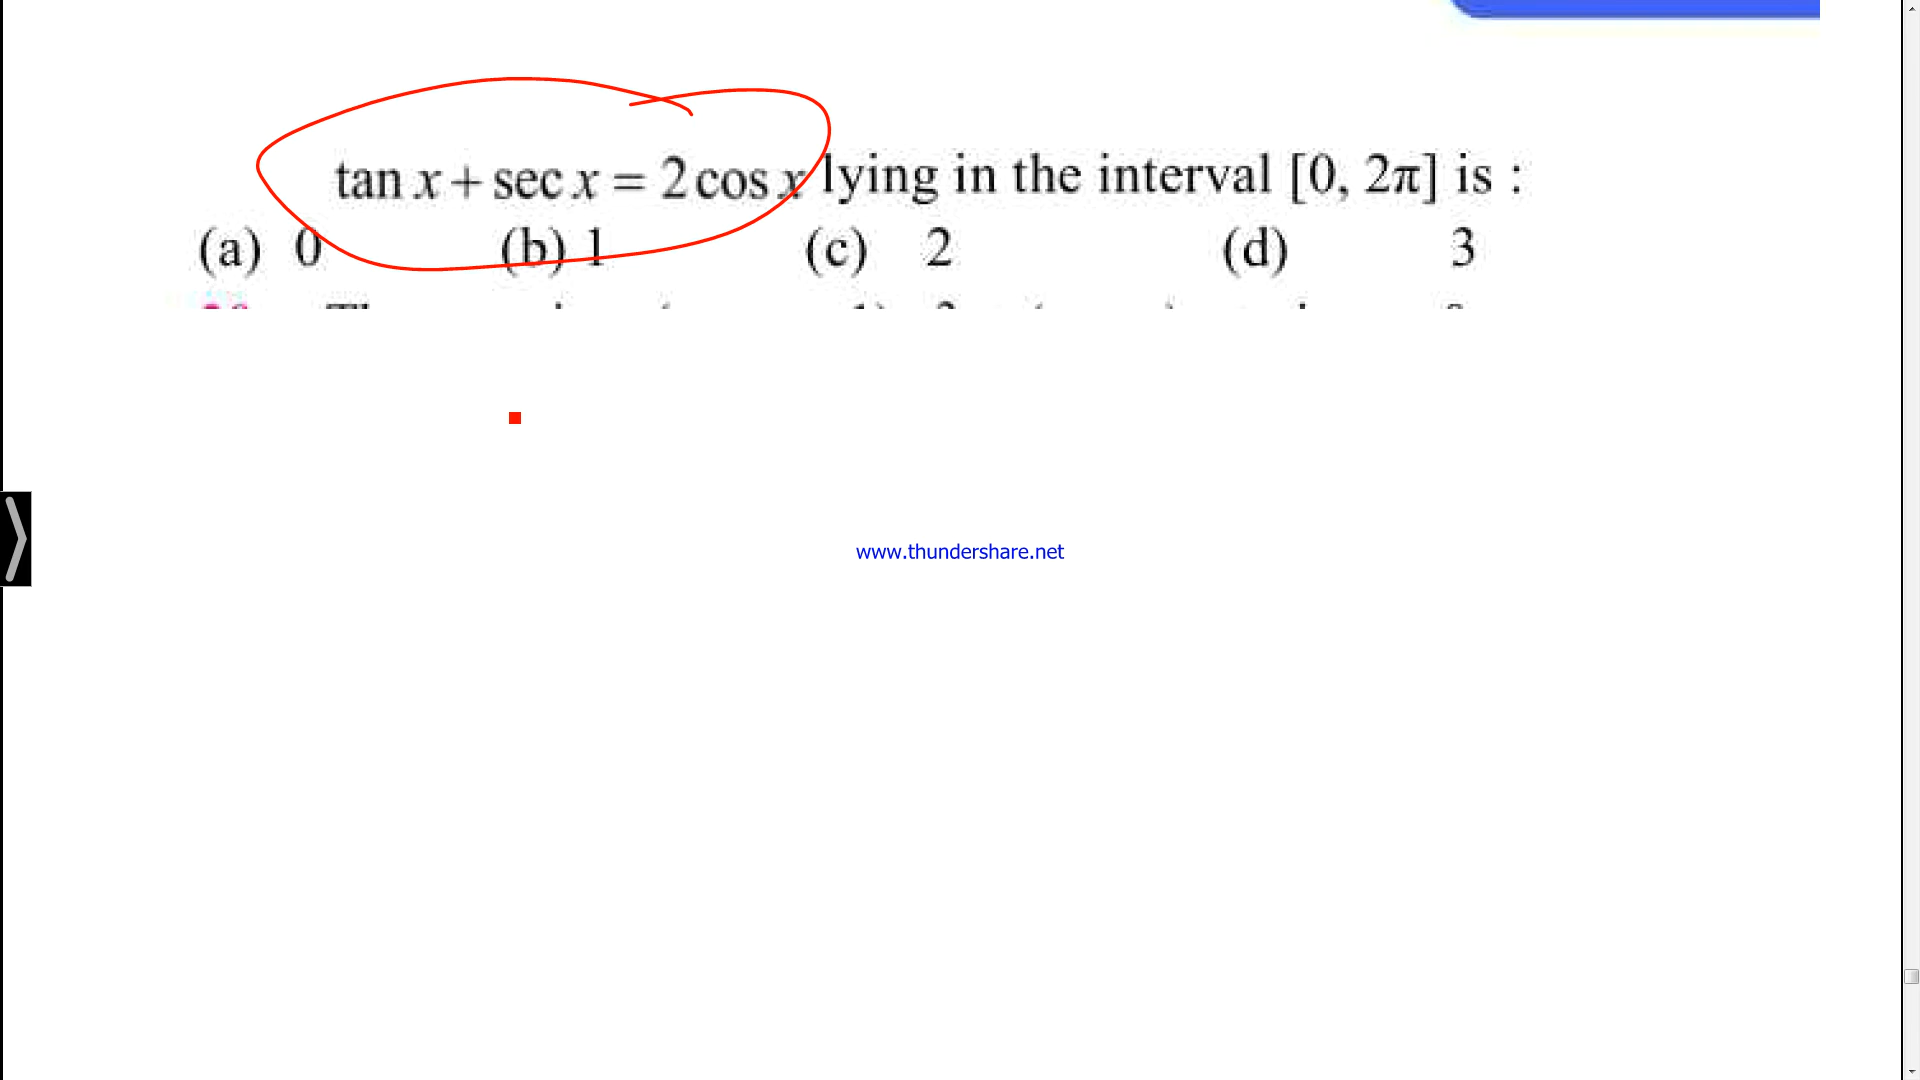 tan x + sec x = 2 cos x lying in the interval [0, 2π] is :
(a) 0 (b) 1 (c) 2 (d) 3
www.thundershare.net